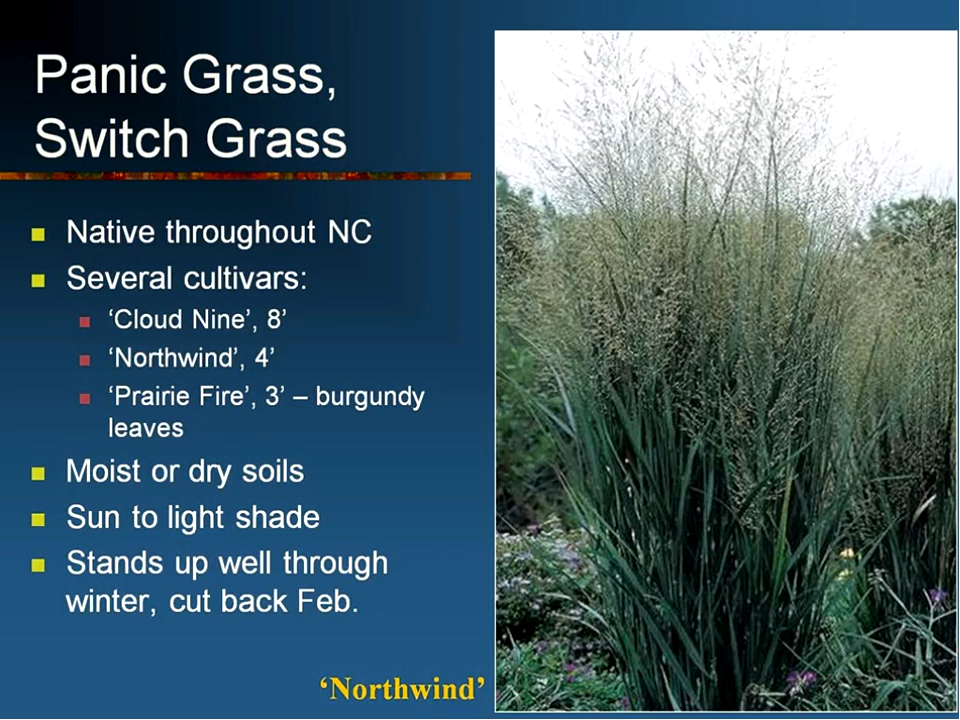 Panic Grass,
Switch Grass
Native throughout NC
Several cultivars:
‘Cloud Nine’, 8’
‘Northwind’, 4’
‘Prairie Fire’, 3’ – burgundy
leaves
Moist or dry soils
Sun to light shade
Stands up well through
winter, cut back Feb.
‘Northwind’